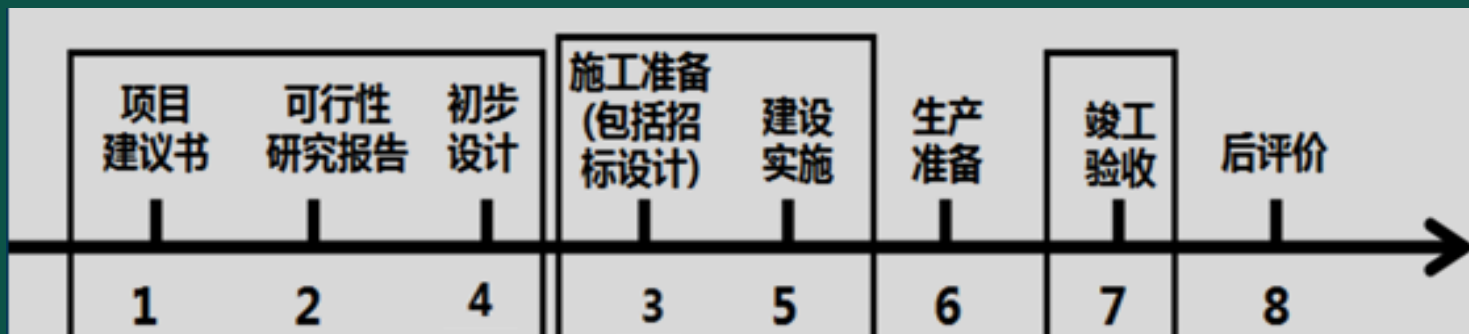 项目
建议书
可行性
研究报告
初步
设计
施工准备
(包括招
标设计)
建设
实施
生产
准备
竣工
验收
后评价
1 2 4 3 5 6 7 8